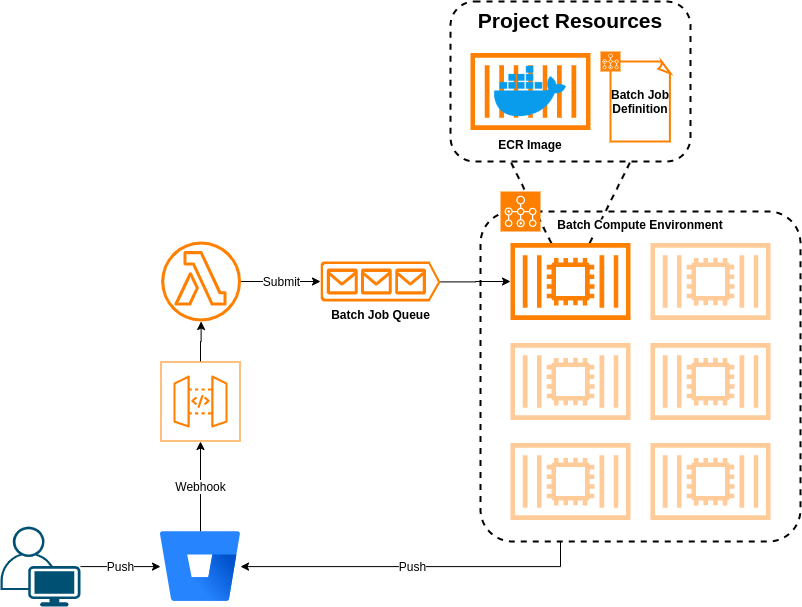 Project Resources
Batch Job
Definition
ECR Image
Batch Compute Environment
Submit
Batch Job Queue
</>
Webhook
Push
Push